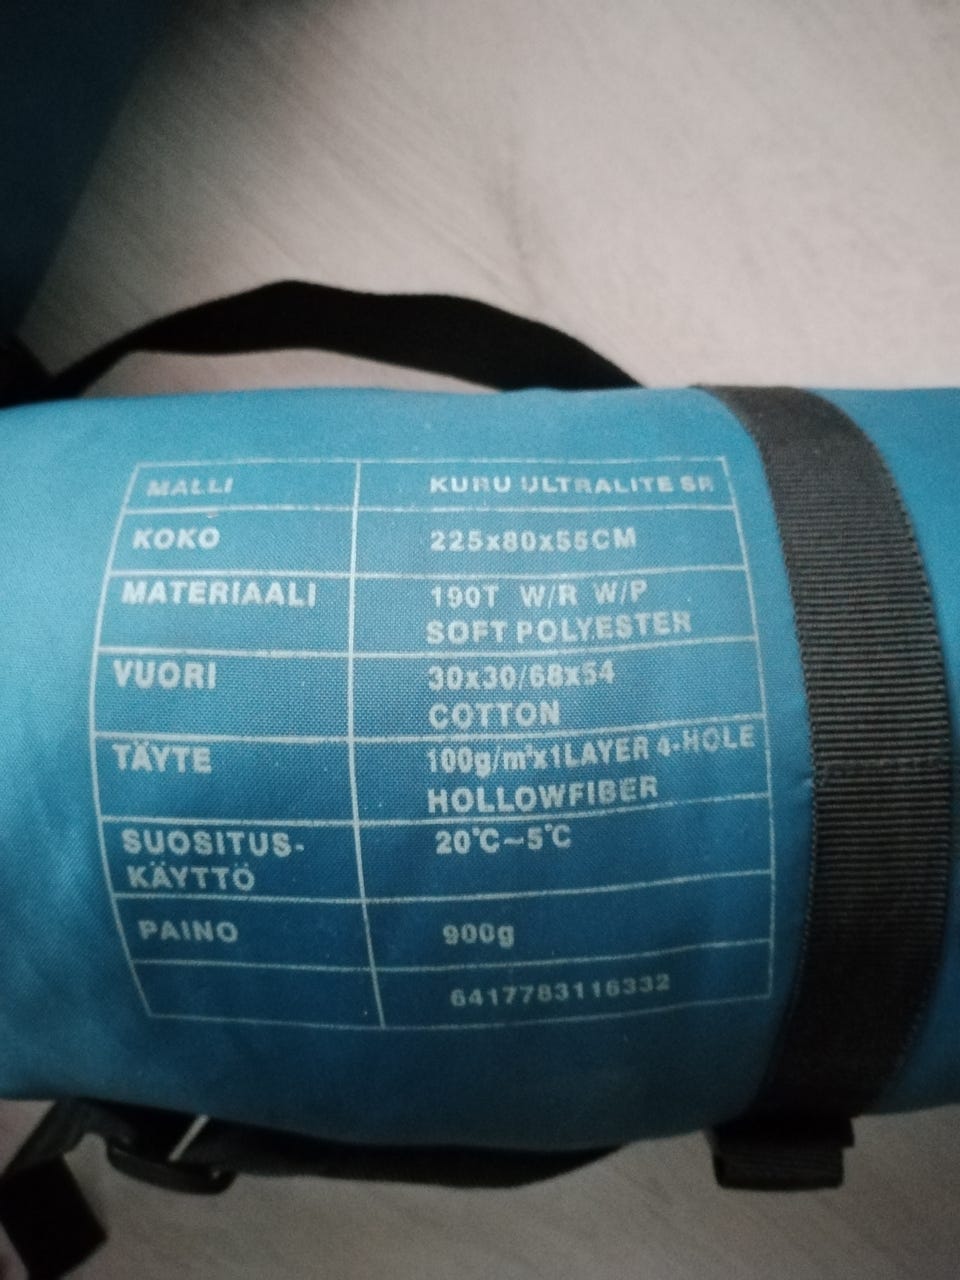 MALLI KURU ULTRALITE SR
KOKO 225x80x55CM
MATERIAALI 190T W/R W/P
SOFT POLYESTER
VUORI 30x30/68x54
COTTON
TÄYTE 100g/m²x1LAYER 4-HOLE
HOLLOWFIBER
SUOSITUS- 20°C~5°C
KÄYTTÖ
PAINO 900g
6417783116332